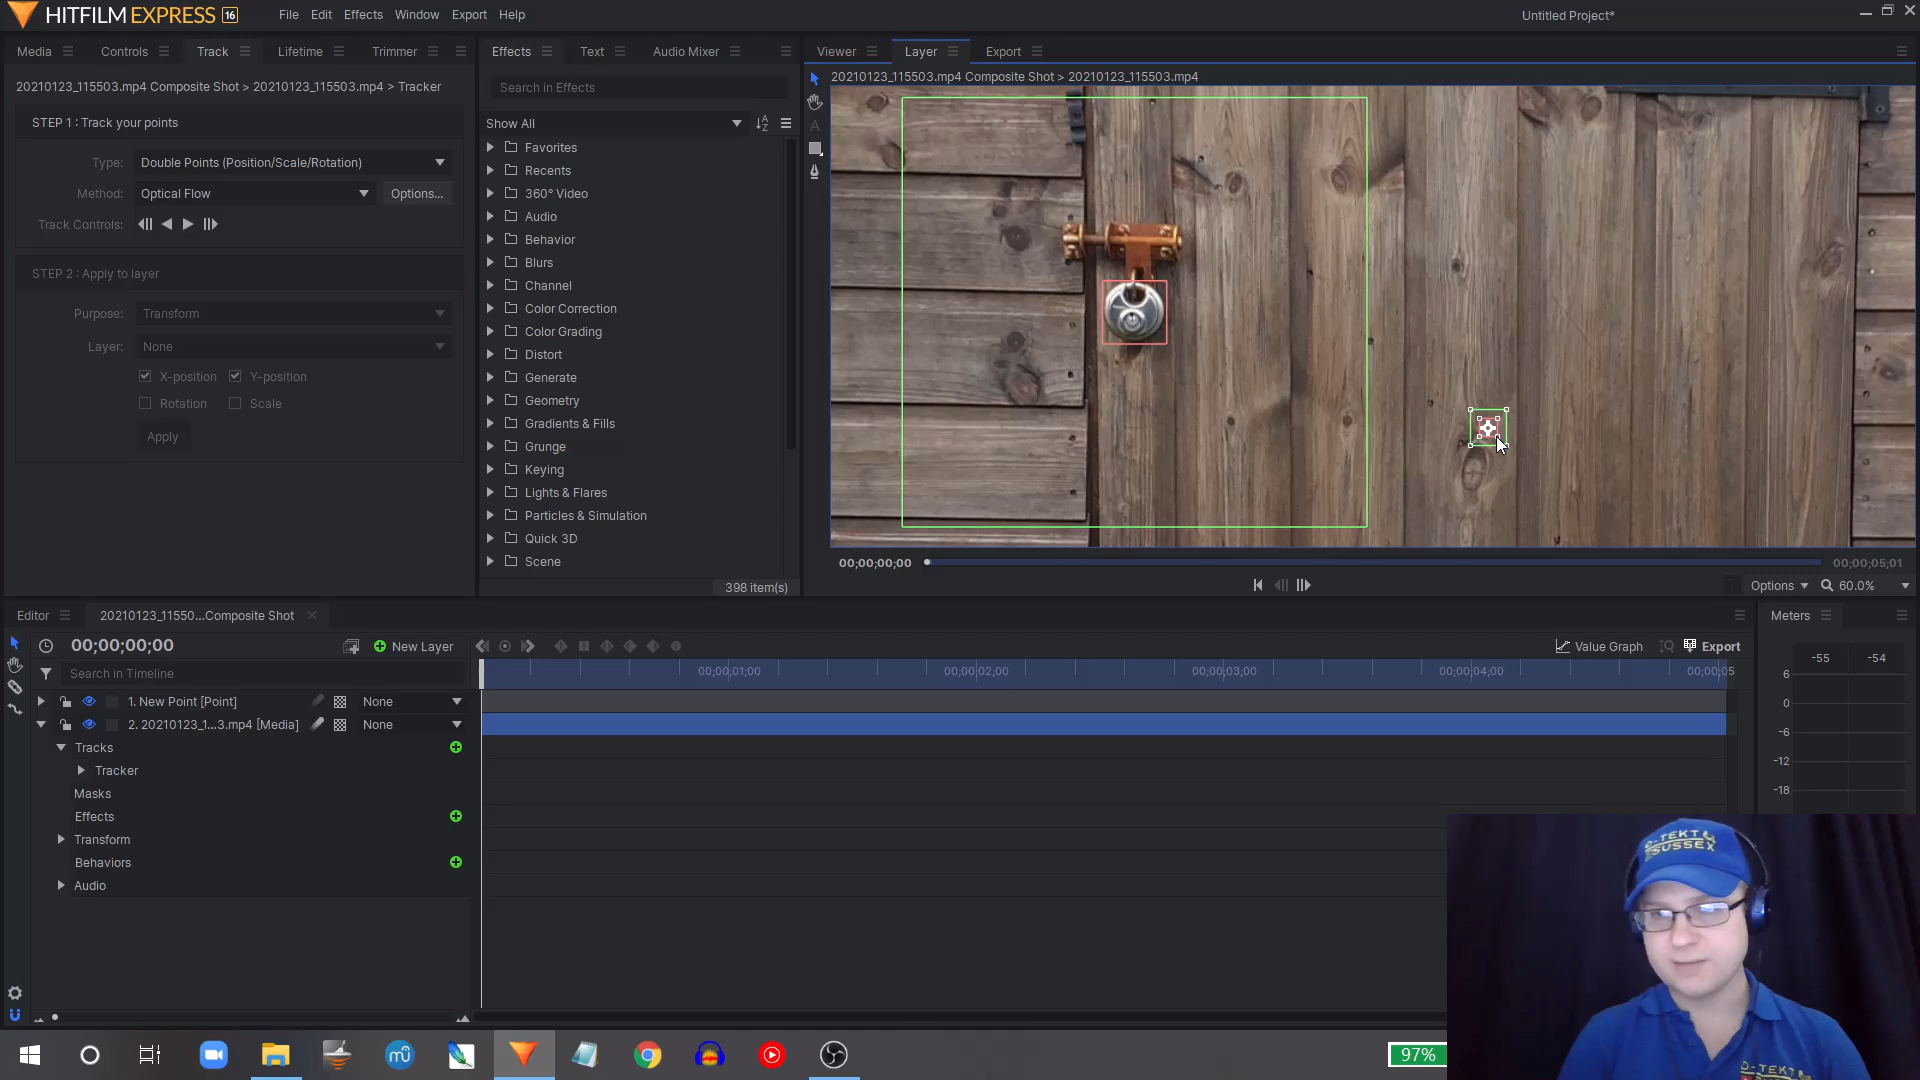 HITFILM EXPRESS 16
File Edit Effects Window Export Help
Untitled Project*
Media Controls Track Lifetime Trimmer
Effects Text Audio Mixer
Viewer Layer Export
20210123_115503.mp4 Composite Shot > 20210123_115503.mp4 > Tracker
STEP 1 : Track your points
Type: Double Points (Position/Scale/Rotation)
Method: Optical Flow Options...
Track Controls:
STEP 2 : Apply to layer
Purpose: Transform
Layer: None
X-position Y-position
Rotation Scale
Apply
Search in Effects
Show All
Favorites
Recents
360° Video
Audio
Behavior
Blurs
Channel
Color Correction
Color Grading
Distort
Generate
Geometry
Gradients & Fills
Grunge
Keying
Lights & Flares
Particles & Simulation
Quick 3D
Scene
398 item(s)
20210123_115503.mp4 Composite Shot > 20210123_115503.mp4
00;00;00;00
00;00;05;01
Options 60.0%
Editor 20210123_11550...Composite Shot
00;00;00;00 New Layer
Value Graph Export
Search in Timeline
00;00;01;00 00;00;02;00 00;00;03;00 00;00;04;00 00;00;05
1. New Point [Point] None
2. 20210123_1...3.mp4 [Media] None
Tracks
Tracker
Masks
Effects
Transform
Behaviors
Audio
Meters
-55 -54
6
0
-6
-12
-18
97%
D-TEKT
SUSSEX
D-TEKT